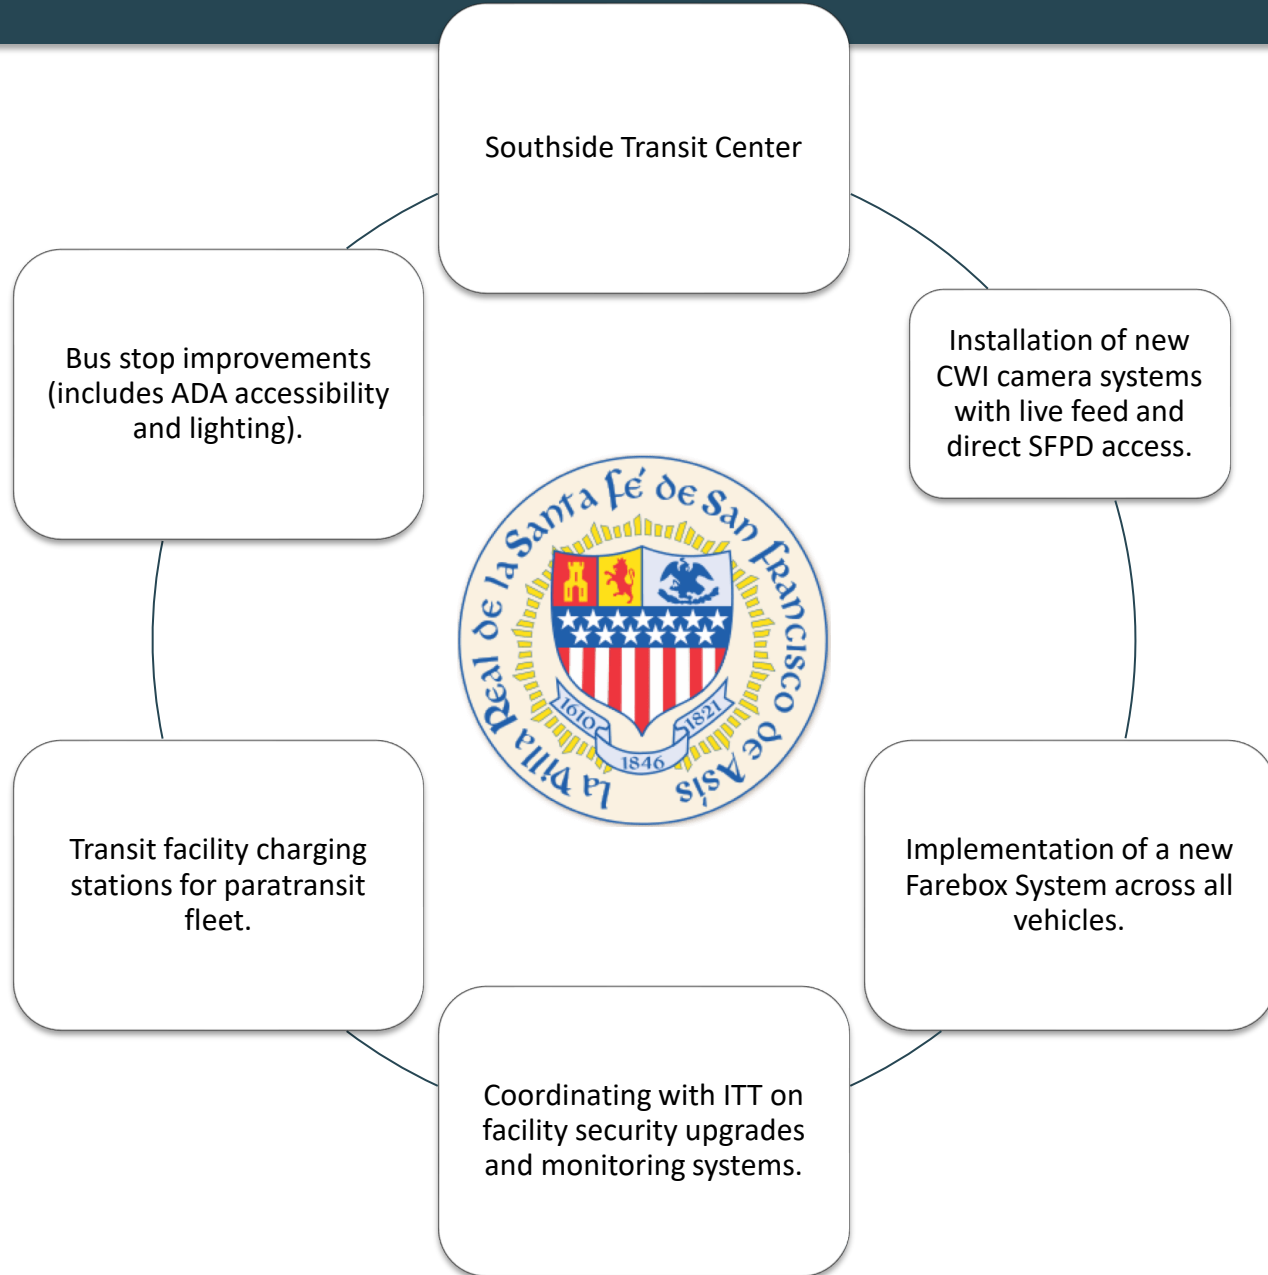 Southside Transit Center
Installation of new
CWI camera systems
with live feed and
direct SFPD access.
Implementation of a new
Farebox System across all
vehicles.
Coordinating with ITT on
facility security upgrades
and monitoring systems.
Transit facility charging
stations for paratransit
fleet.
Bus stop improvements
(includes ADA accessibility
and lighting).
La Villa Real de la Santa Fé de San Francisco de Asís
1610
1846
1821